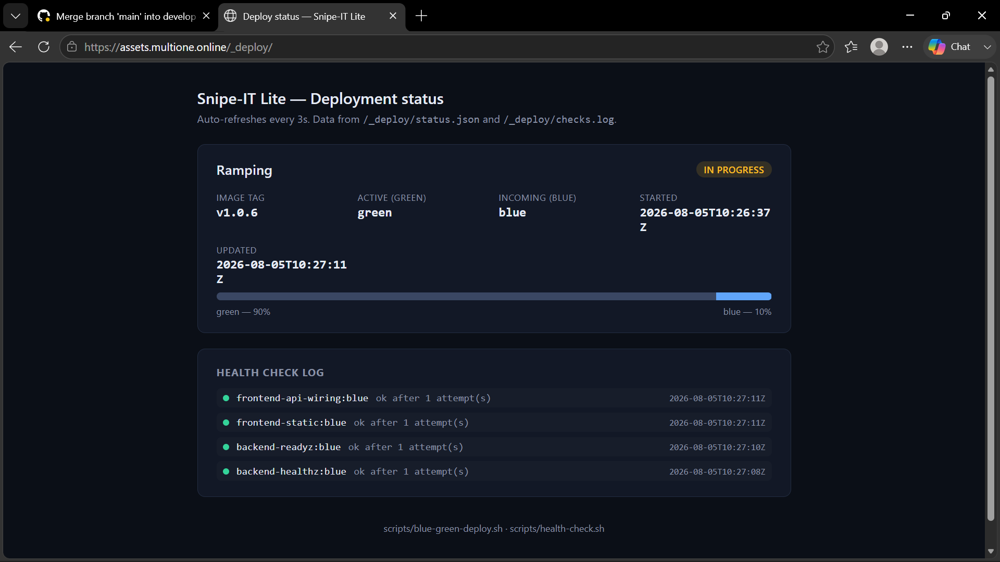 Merge branch 'main' into develop
Deploy status — Snipe-IT Lite
https://assets.multione.online/_deploy/
Chat
Snipe-IT Lite — Deployment status
Auto-refreshes every 3s. Data from /_deploy/status.json and /_deploy/checks.log.
Ramping
IN PROGRESS
IMAGE TAG
v1.0.6
ACTIVE (GREEN)
green
INCOMING (BLUE)
blue
STARTED
2026-08-05T10:26:37
Z
UPDATED
2026-08-05T10:27:11
Z
green — 90%
blue — 10%
HEALTH CHECK LOG
frontend-api-wiring:blue ok after 1 attempt(s) 2026-08-05T10:27:11Z
frontend-static:blue ok after 1 attempt(s) 2026-08-05T10:27:11Z
backend-readyz:blue ok after 1 attempt(s) 2026-08-05T10:27:10Z
backend-healthz:blue ok after 1 attempt(s) 2026-08-05T10:27:08Z
scripts/blue-green-deploy.sh · scripts/health-check.sh